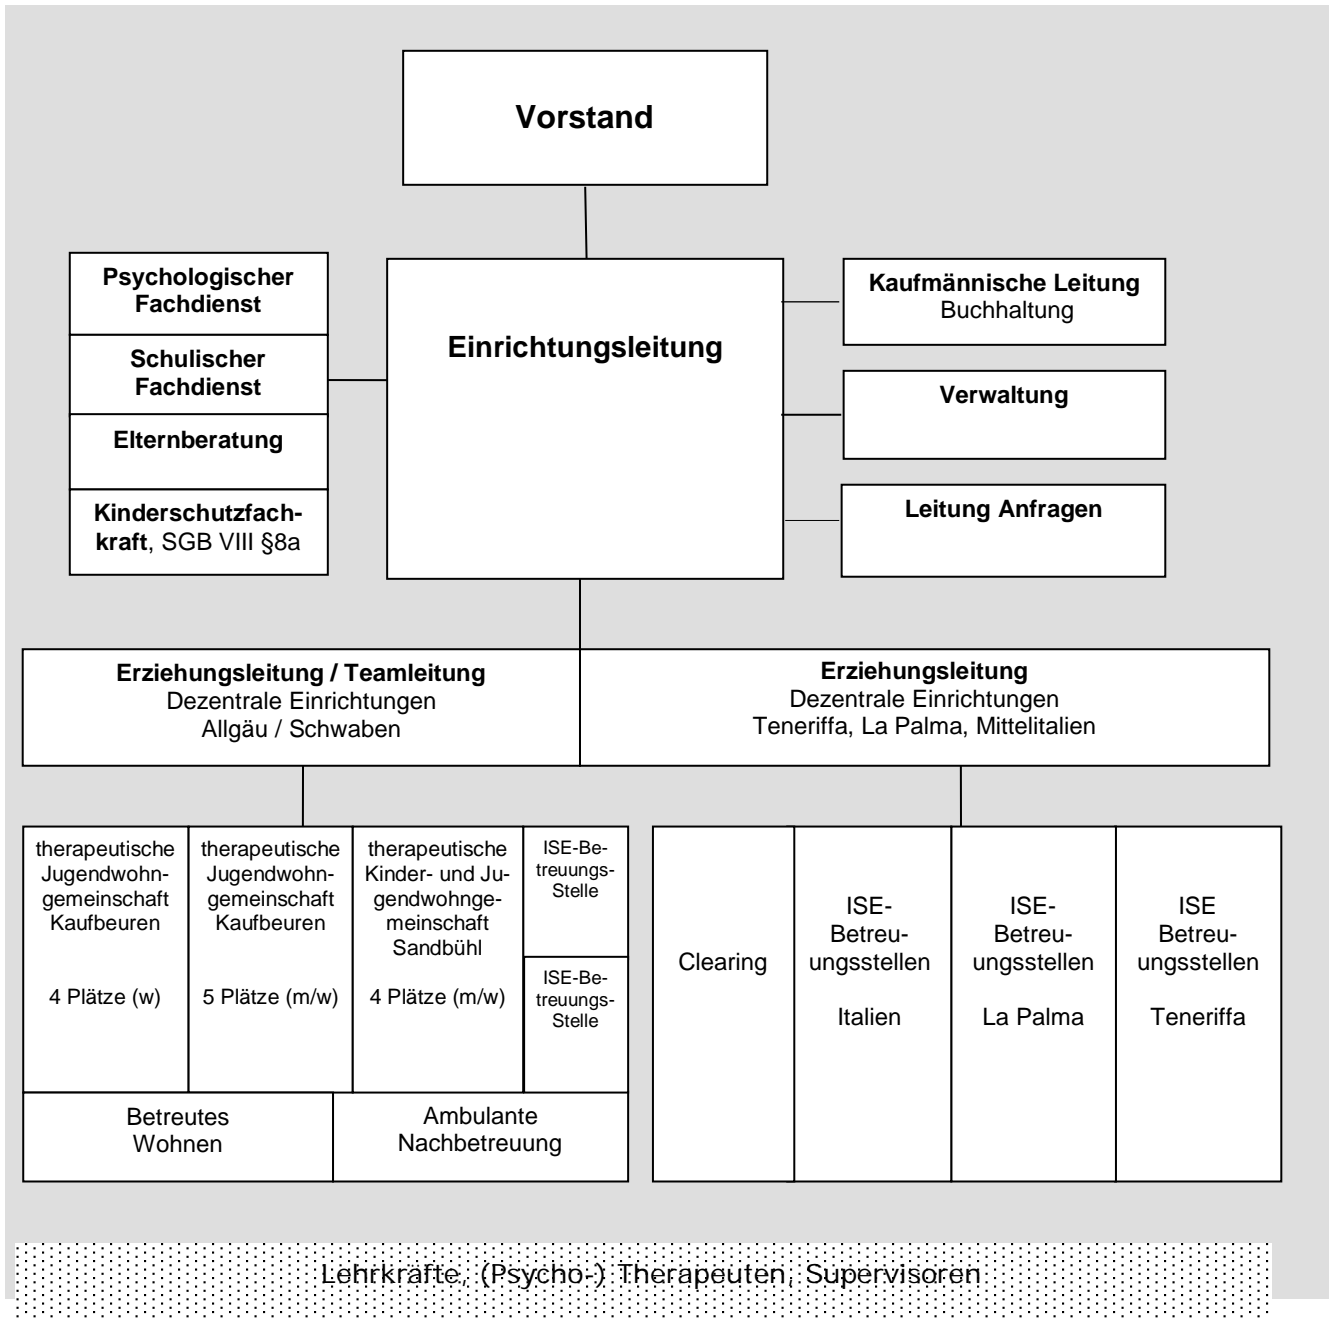 Vorstand
Psychologischer
Fachdienst
Schulischer
Fachdienst
Elternberatung
Kinderschutzfach-
kraft, SGB VIII §8a
Einrichtungsleitung
Kaufmännische Leitung
Buchhaltung
Verwaltung
Leitung Anfragen
Erziehungsleitung / Teamleitung
Dezentrale Einrichtungen
Allgäu / Schwaben
Erziehungsleitung
Dezentrale Einrichtungen
Teneriffa, La Palma, Mittelitalien
therapeutische
Jugendwohn-
gemeinschaft
Kaufbeuren
4 Plätze (w)
therapeutische
Jugendwohn-
gemeinschaft
Kaufbeuren
5 Plätze (m/w)
therapeutische
Kinder- und Ju-
gendwohnge-
meinschaft
Sandbühl
4 Plätze (m/w)
ISE-Be-
treuungs-
Stelle
ISE-Be-
treuungs-
Stelle
Betreutes
Wohnen
Ambulante
Nachbetreuung
Clearing
ISE-
Betreu-
ungsstellen
Italien
ISE-
Betreu-
ungsstellen
La Palma
ISE
Betreu-
ungsstellen
Teneriffa
Lehrkräfte, (Psycho-) Therapeuten, Supervisoren